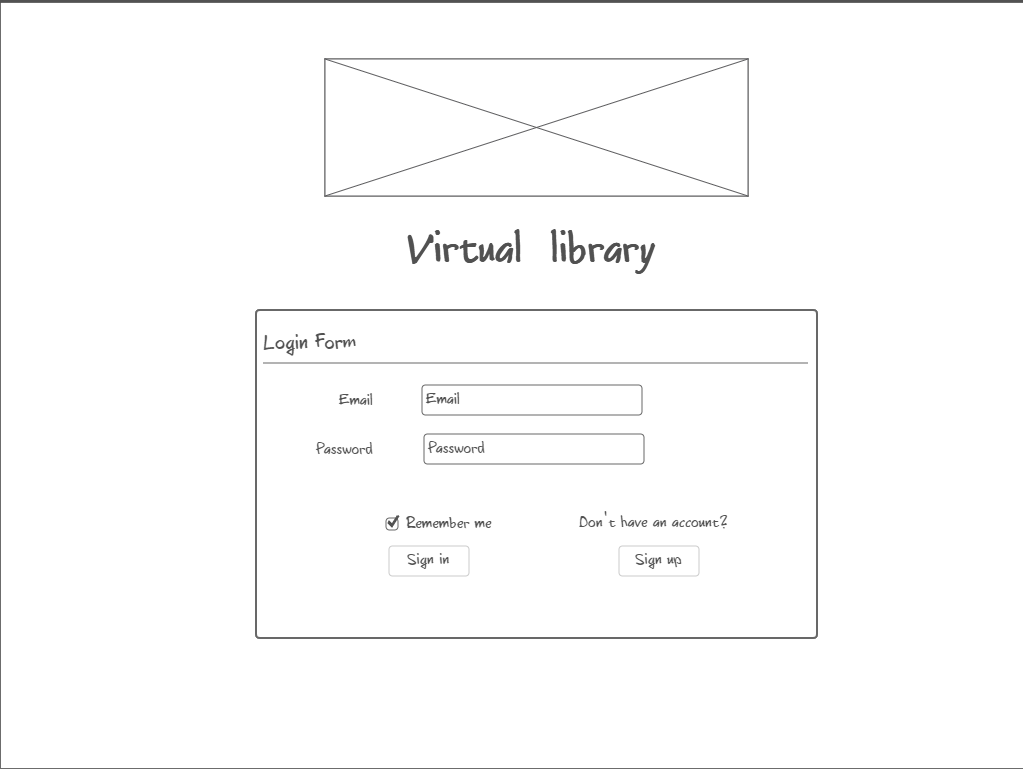 Virtual library
Login Form
Email Email
Password Password
Remember me Don't have an account?
Sign in Sign up